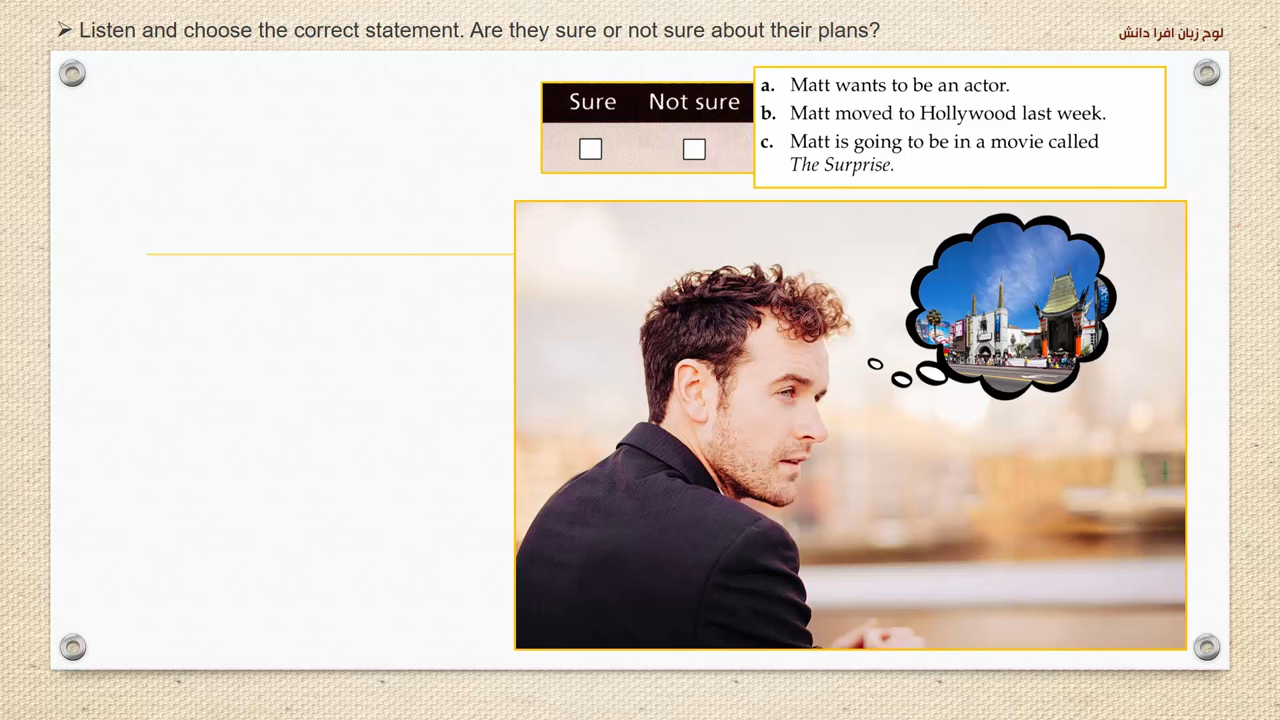 ➢ Listen and choose the correct statement. Are they sure or not sure about their plans?
لوح زبان افرا دانش
Sure Not sure
a. Matt wants to be an actor.
b. Matt moved to Hollywood last week.
c. Matt is going to be in a movie called
The Surprise.